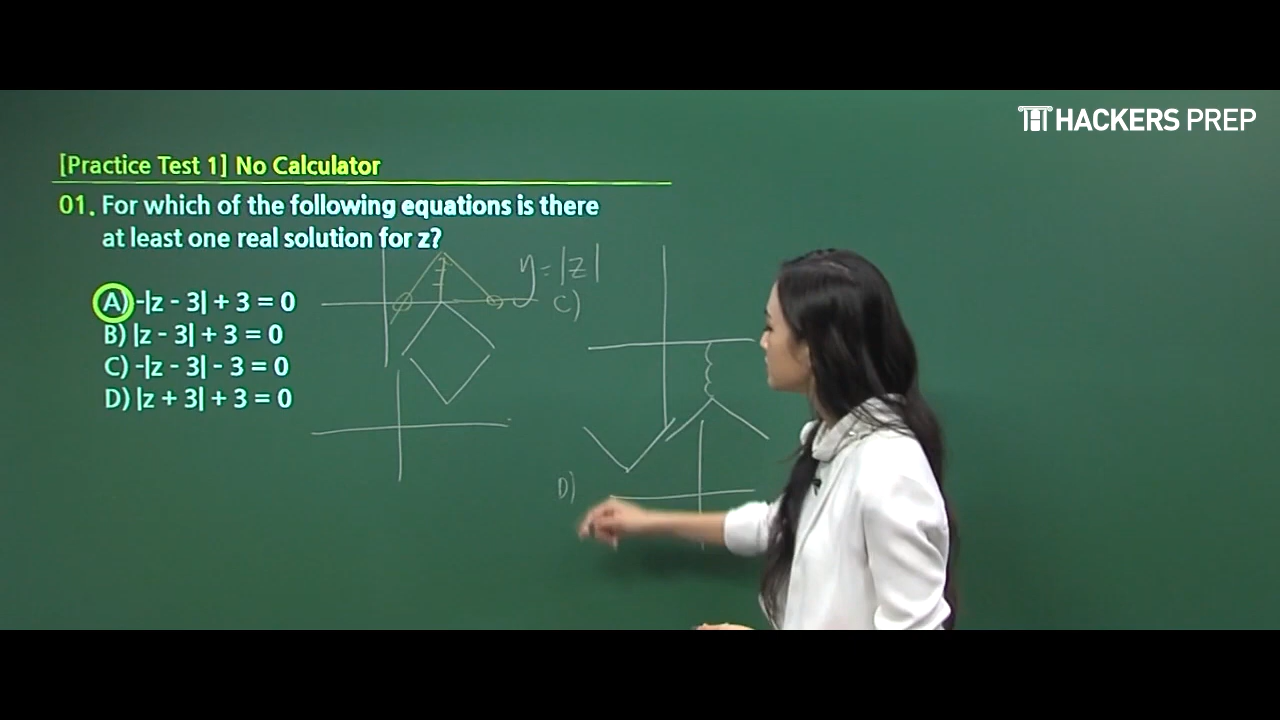 HACKERS PREP
[Practice Test 1] No Calculator
01. For which of the following equations is there
at least one real solution for z?
y = |z|
A) -|z - 3| + 3 = 0
C)
B) |z - 3| + 3 = 0
C) -|z - 3| - 3 = 0
D) |z + 3| + 3 = 0
D)